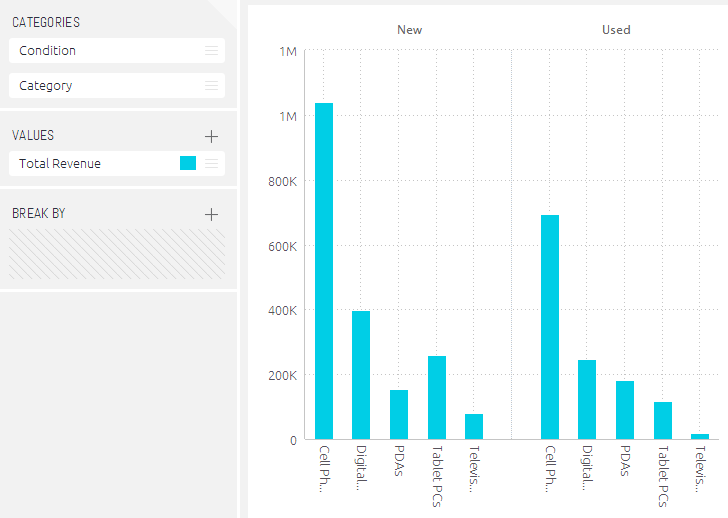 CATEGORIES
Condition
Category
VALUES
Total Revenue
BREAK BY
New Used
1M
1M
800K
600K
400K
200K
0
Cell Ph...
Digital...
PDAs
Tablet PCs
Televis...
Cell Ph...
Digital...
PDAs
Tablet PCs
Televis...